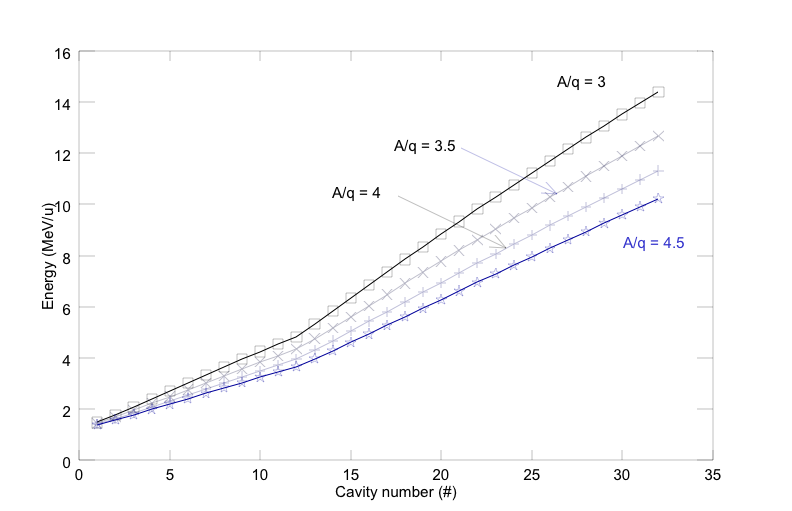 16
14
12
10
8
6
4
2
0
Energy (MeV/u)
A/q = 3
A/q = 3.5
A/q = 4
A/q = 4.5
0 5 10 15 20 25 30 35
Cavity number (#)